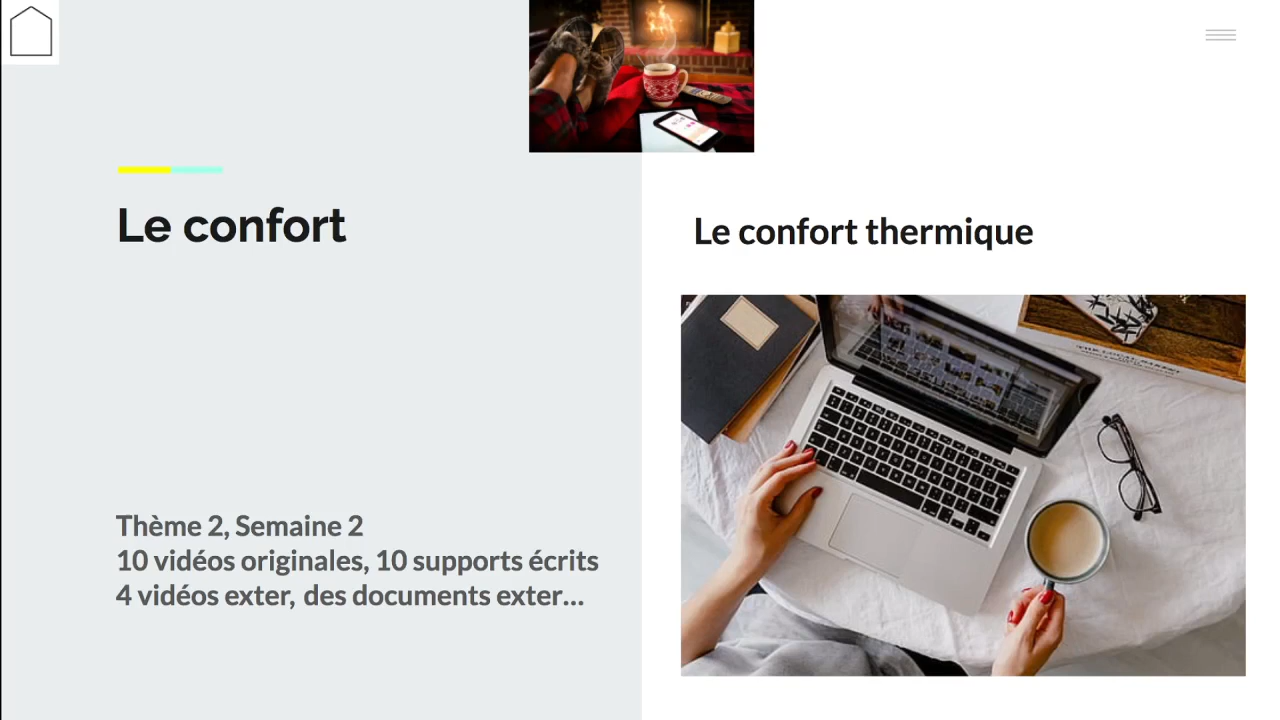 Le confort
Thème 2, Semaine 2
10 vidéos originales, 10 supports écrits
4 vidéos exter, des documents exter...
Le confort thermique